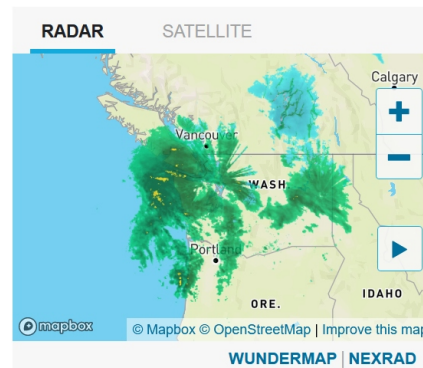 RADAR SATELLITE
Calgary
+
Vancouver
−
WASH
Portland
ORE.
IDAHO
mapbox © Mapbox © OpenStreetMap | Improve this map
WUNDERMAP | NEXRAD